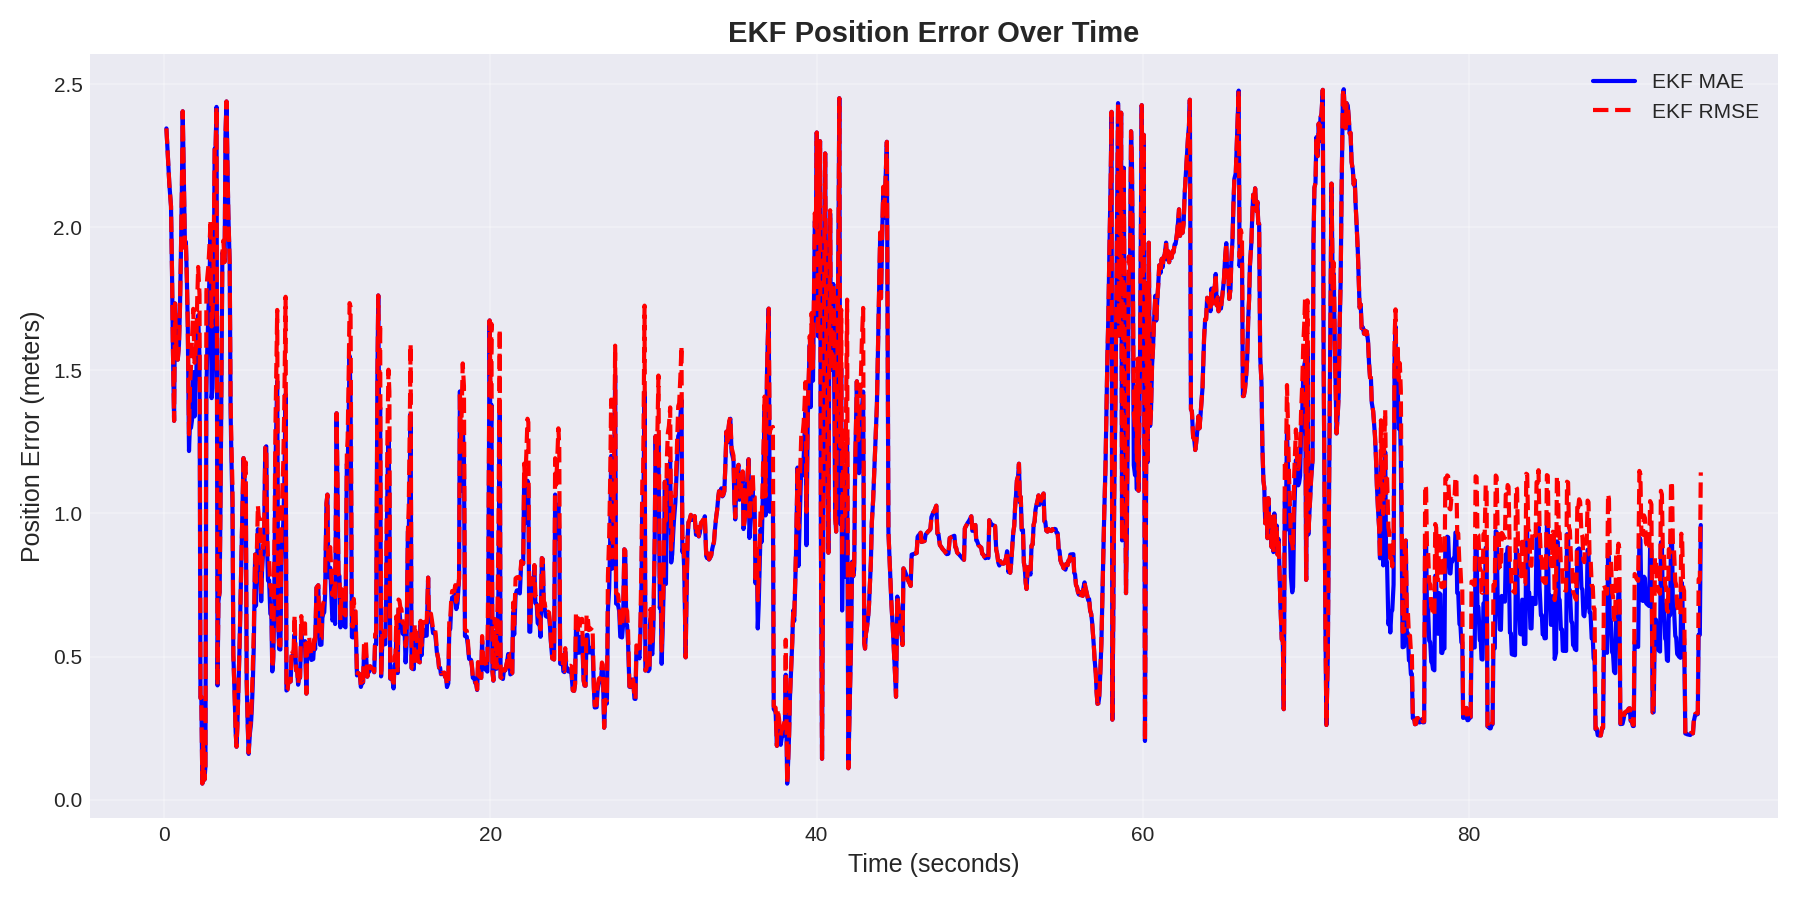 EKF Position Error Over Time
EKF MAE
EKF RMSE
Position Error (meters)
2.5
2.0
1.5
1.0
0.5
0.0
0 20 40 60 80
Time (seconds)